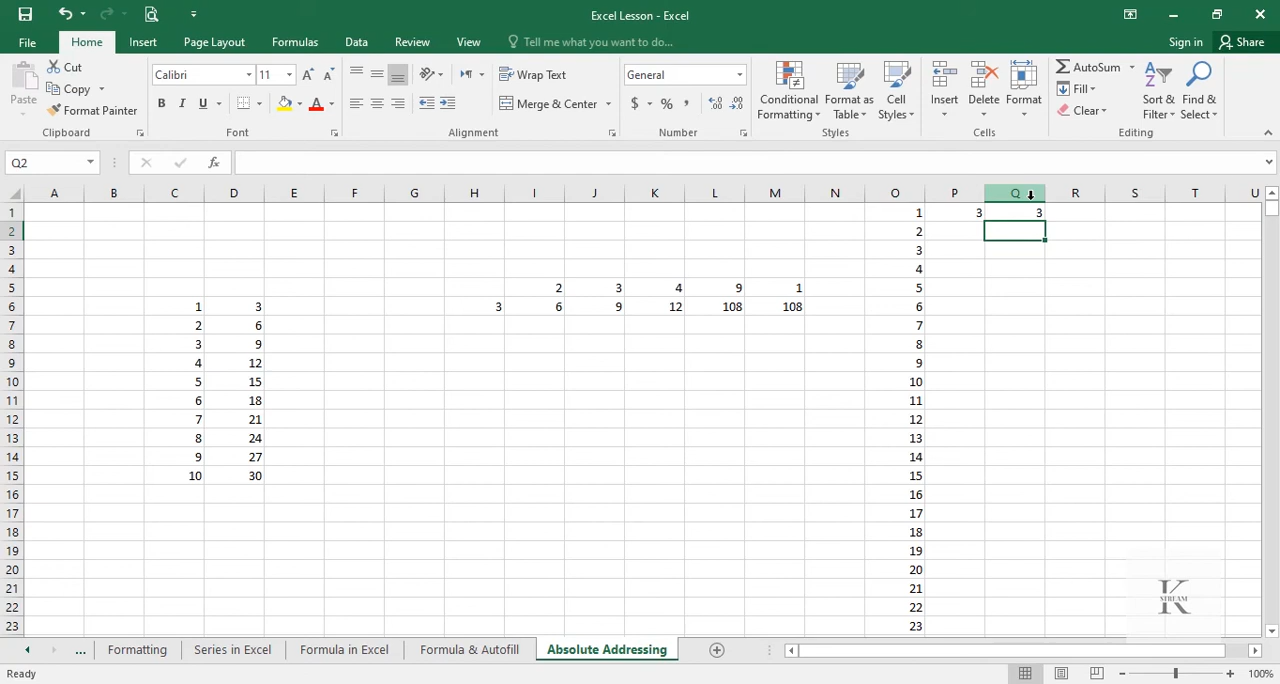 Excel Lesson - Excel
File Home Insert Page Layout Formulas Data Review View Tell me what you want to do... Sign in Share
Paste Cut Copy Format Painter Clipboard
Calibri 11 B I U A Font
Wrap Text Merge & Center Alignment
General $ % , Number
Conditional Formatting Format as Table Cell Styles Styles
Insert Delete Format Cells
AutoSum Fill Clear Sort & Filter Find & Select Editing
Q2 fx
A B C D E F G H I J K L M N O P Q R S T U
1 1 3 3
2 2
3 3
4 4
5 2 3 4 9 1 5
6 1 3 3 6 9 12 108 108 6
7 2 6 7
8 3 9 8
9 4 12 9
10 5 15 10
11 6 18 11
12 7 21 12
13 8 24 13
14 9 27 14
15 10 30 15
16 16
17 17
18 18
19 19
20 20
21 21
22 22
23 23
K STREAM
... Formatting Series in Excel Formula in Excel Formula & Autofill Absolute Addressing
Ready 100%